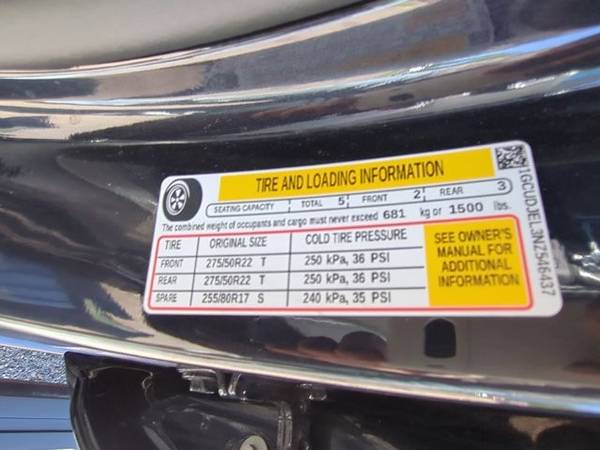 TIRE AND LOADING INFORMATION
SEATING CAPACITY TOTAL 5 FRONT 2 REAR 3
The combined weight of occupants and cargo must never exceed 681 kg or 1500 lbs.
TIRE ORIGINAL SIZE COLD TIRE PRESSURE
FRONT 275/50R22 T 250 kPa, 36 PSI
REAR 275/50R22 T 250 kPa, 36 PSI
SPARE 255/80R17 S 240 kPa, 35 PSI
SEE OWNER'S
MANUAL FOR
ADDITIONAL
INFORMATION
1GCUDJEL3NZ546437